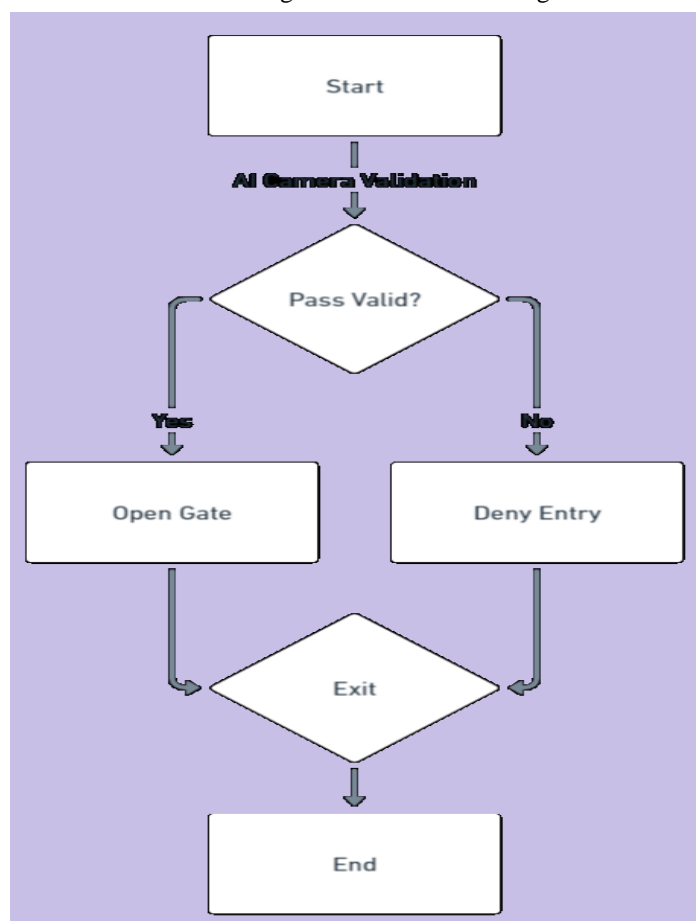 Start
AI Camera Validation
Pass Valid?
Yes
No
Open Gate
Deny Entry
Exit
End